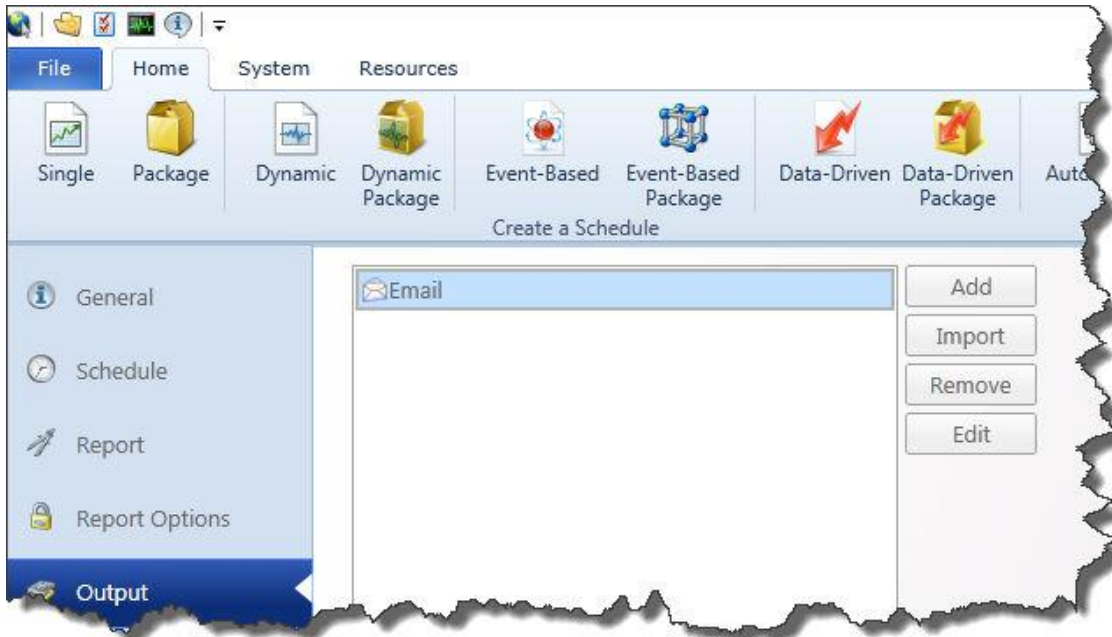 File Home System Resources
Single Package Dynamic Dynamic Package Event-Based Event-Based Package Data-Driven Data-Driven Package
Create a Schedule
General
Schedule
Report
Report Options
Output
Email
Add
Import
Remove
Edit